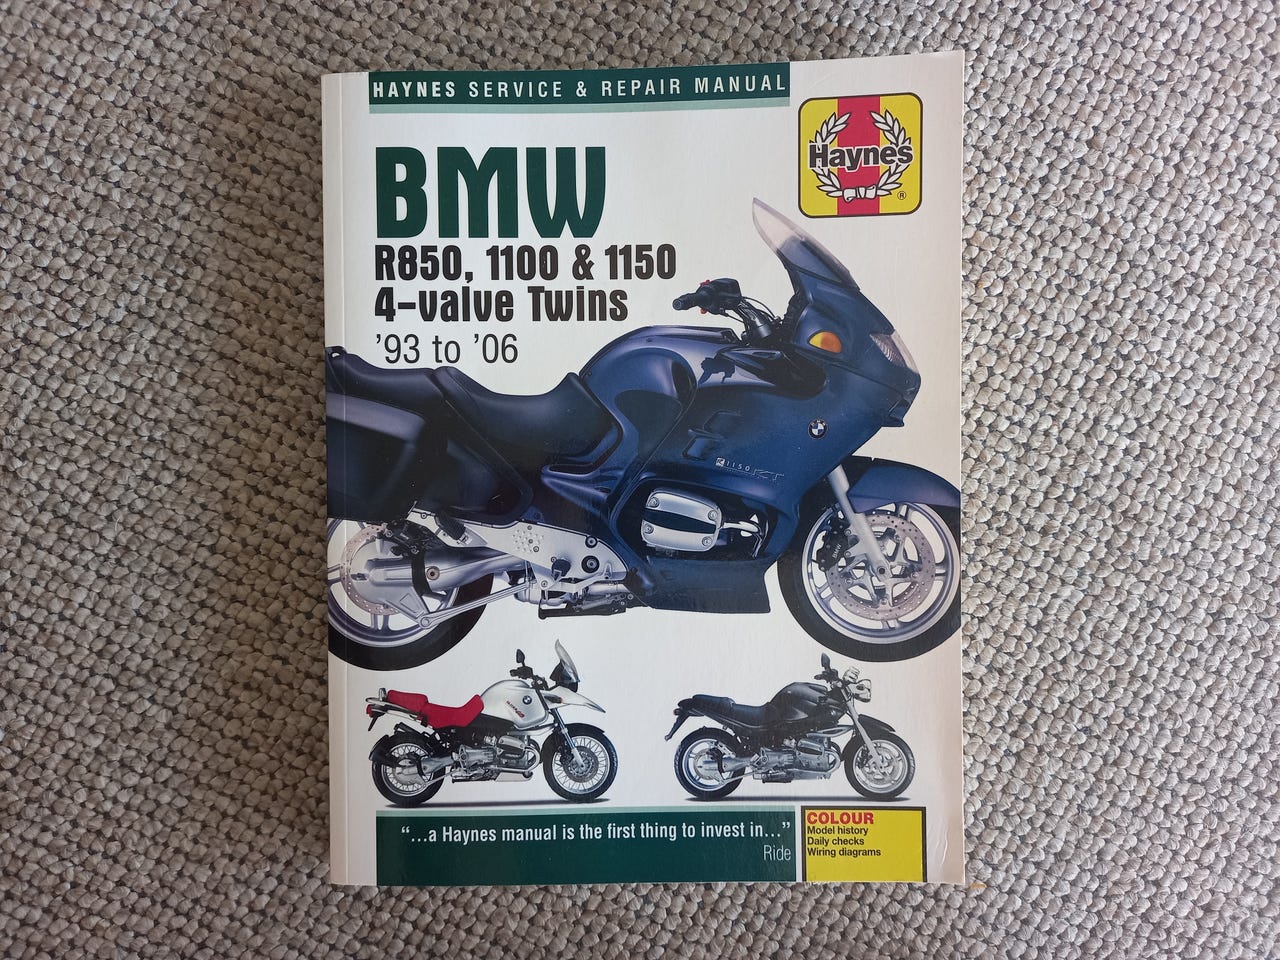 HAYNES SERVICE & REPAIR MANUAL
Haynes
®
BMW
R850, 1100 & 1150
4-valve Twins
’93 to ’06
R1150RT
“...a Haynes manual is the first thing to invest in...”
Ride
COLOUR
Model history
Daily checks
Wiring diagrams